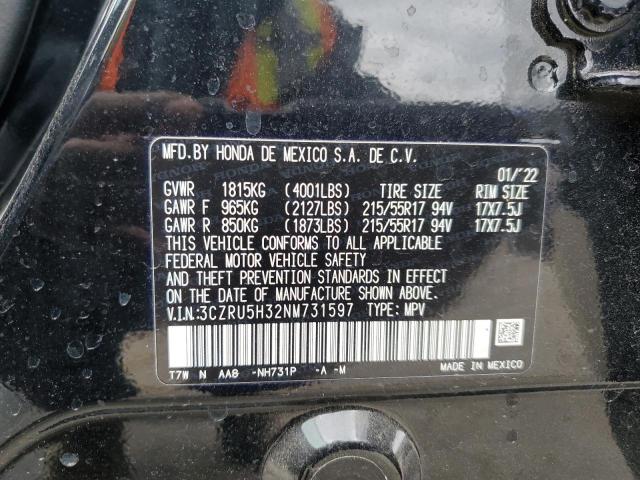 MFD.BY HONDA DE MEXICO S.A. DE C.V.
01/'22
GVWR 1815KG (4001LBS) TIRE SIZE RIM SIZE
GAWR F 965KG (2127LBS) 215/55R17 94V 17X7.5J
GAWR R 850KG (1873LBS) 215/55R17 94V 17X7.5J
THIS VEHICLE CONFORMS TO ALL APPLICABLE
FEDERAL MOTOR VEHICLE SAFETY
AND THEFT PREVENTION STANDARDS IN EFFECT
ON THE DATE OF MANUFACTURE SHOWN ABOVE.
V.I.N.:3CZRU5H32NM731597 TYPE: MPV
T7W N AA8 -NH731P -A -M
MADE IN MEXICO